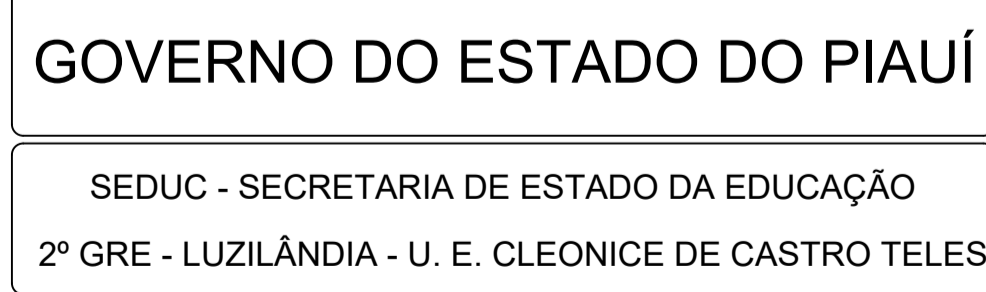 GOVERNO DO ESTADO DO PIAUÍ
SEDUC - SECRETARIA DE ESTADO DA EDUCAÇÃO
2º GRE - LUZILÂNDIA - U. E. CLEONICE DE CASTRO TELES